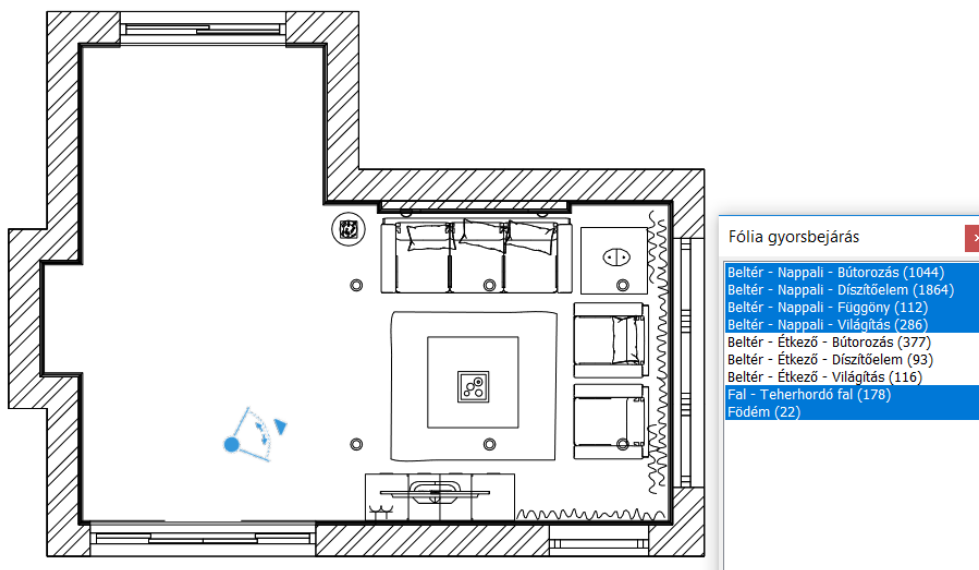 Fólia gyorsbejárás
Beltér - Nappali - Bútorozás (1044)
Beltér - Nappali - Díszítőelem (1864)
Beltér - Nappali - Függöny (112)
Beltér - Nappali - Világítás (286)
Beltér - Étkező - Bútorozás (377)
Beltér - Étkező - Díszítőelem (93)
Beltér - Étkező - Világítás (116)
Fal - Teherhordó fal (178)
Födém (22)